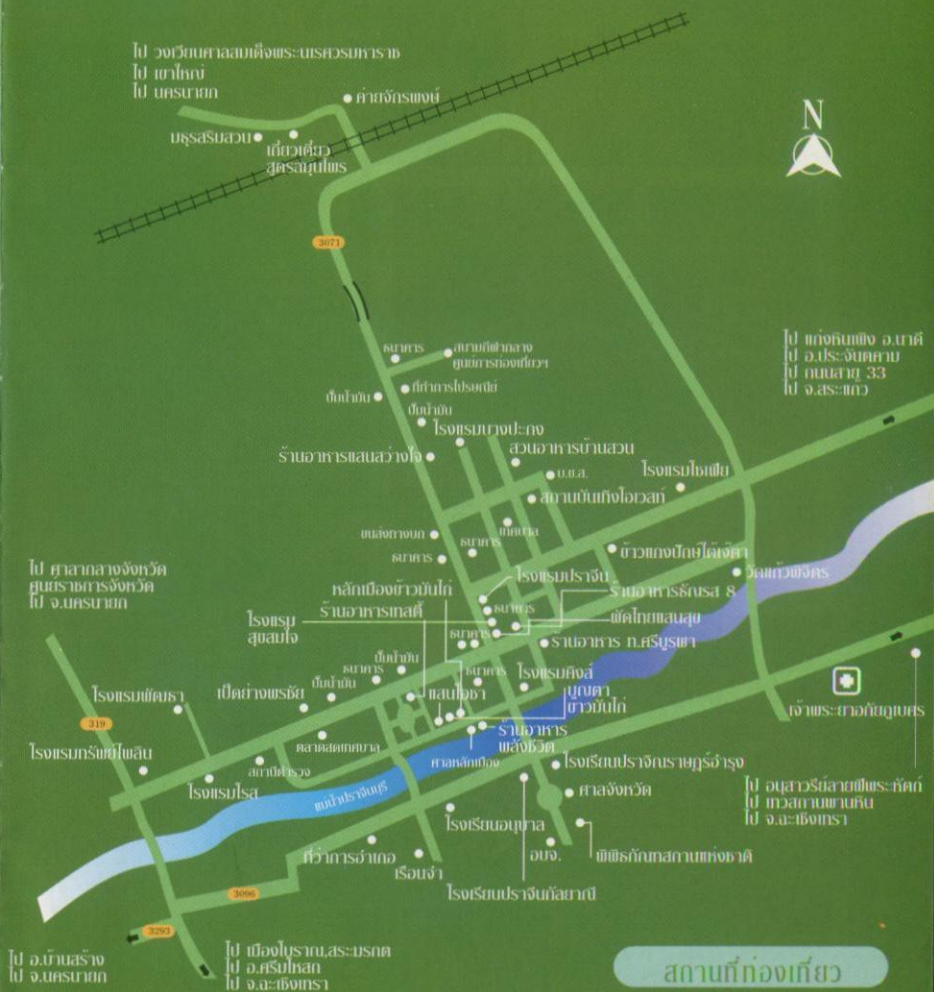 ไป วงเวียนศาลสมเด็จพระนเรศวรมหาราช
ไป เขาใหญ่
ไป นครนายก
ค่ายจักรพงษ์
มธุรสริมสวน
เตี๋ยวเตี๋ยว
สูตรสมุนไพร
N
3071
ธนาคาร
สนามกีฬากลาง
ศูนย์การท่องเที่ยวฯ
ไป แก่งหินเพิง อ.นาดี
ไป อ.ประจันตคาม
ไป ถนนสาย 33
ไป จ.สระแก้ว
ที่ทำการไปรษณีย์
ปั๊มน้ำมัน
ปั๊มน้ำมัน
โรงแรมบางปะกง
ร้านอาหารแสนสว่างใจ
สวนอาหารบ้านสวน
บ.ข.ส.
โรงแรมโซเฟีย
สถานบันเทิงโอเวสท์
ขนส่งทางบก
เทศบาล
ธนาคาร
ธนาคาร
ข้าวแกงปักษ์ใต้เจ๊ดา
วัดแก้วพิจิตร
ไป ศาลากลางจังหวัด
ศูนย์ราชการจังหวัด
ไป จ.นครนายก
หลักเมืองข้าวมันไก่
โรงแรมปราจีน
ร้านอาหารธัญรส 8
ร้านอาหารเทสตี้
ธนาคาร
ผัดไทยแสนสุข
โรงแรม
สุขสมใจ
ธนาคาร
ร้านอาหาร ท.ศรีบูรเพา
ปั๊มน้ำมัน
ธนาคาร
ธนาคาร
โรงแรมคิงส์
ปั๊มน้ำมัน
โรงแรมพัฒธา
เป็ดย่างพรชัย
แสนโอชา
บุญตา
ข้าวมันไก่
เจ้าพระยาอภัยภูเบศร
319
ร้านอาหาร
พลังชีวิต
ตลาดสดเทศบาล
โรงแรมทรัพย์ไพลิน
สถานีตำรวจ
ศาลหลักเมือง
โรงเรียนปราจิณราษฎร์อำรุง
โรงแรมโรส
แม่น้ำปราจีนบุรี
ศาลจังหวัด
ไป อนุสาวรีย์ลายฝีพระหัตถ์
ไป เทวสถานพานหิน
ไป จ.ฉะเชิงเทรา
โรงเรียนอนุบาล
ที่ว่าการอำเภอ
อบจ.
พิพิธภัณฑสถานแห่งชาติ
เรือนจำ
3096
โรงเรียนปราจีนกัลยาณี
3293
ไป อ.บ้านสร้าง
ไป จ.นครนายก
ไป เมืองโบราณ,สระมรกต
ไป อ.ศรีมโหสถ
ไป จ.ฉะเชิงเทรา
สถานที่ท่องเที่ยว